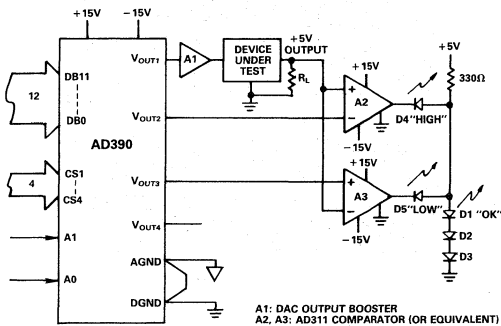 +15V
−15V
12
DB11
DB0
4
CS1
CS4
A1
A0
AD390
VOUT1
VOUT2
VOUT3
VOUT4
AGND
DGND
A1
DEVICE
UNDER
TEST
+5V
OUTPUT
RL
+15V
+
A2
−
−15V
D4 "HIGH"
+5V
330Ω
+15V
+
A3
−
−15V
D5 "LOW"
D1 "OK"
D2
D3
A1: DAC OUTPUT BOOSTER
A2, A3: AD311 COMPARATOR (OR EQUIVALENT)